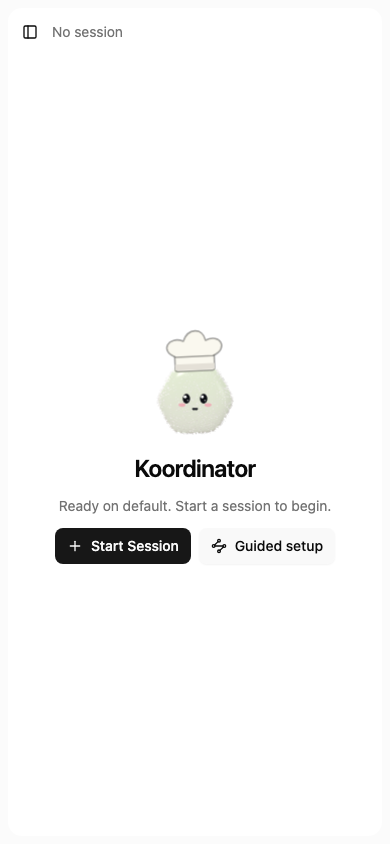 No session
Koordinator
Ready on default. Start a session to begin.
Start Session
Guided setup